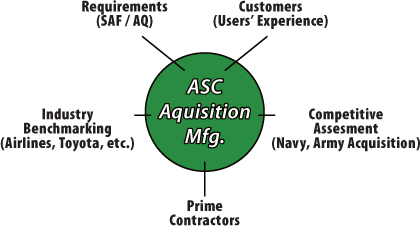 Requirements
(SAF / AQ)
Customers
(Users' Experience)
ASC
Aquisition
Mfg.
Industry
Benchmarking
(Airlines, Toyota, etc.)
Competitive
Assesment
(Navy, Army Acquisition)
Prime
Contractors